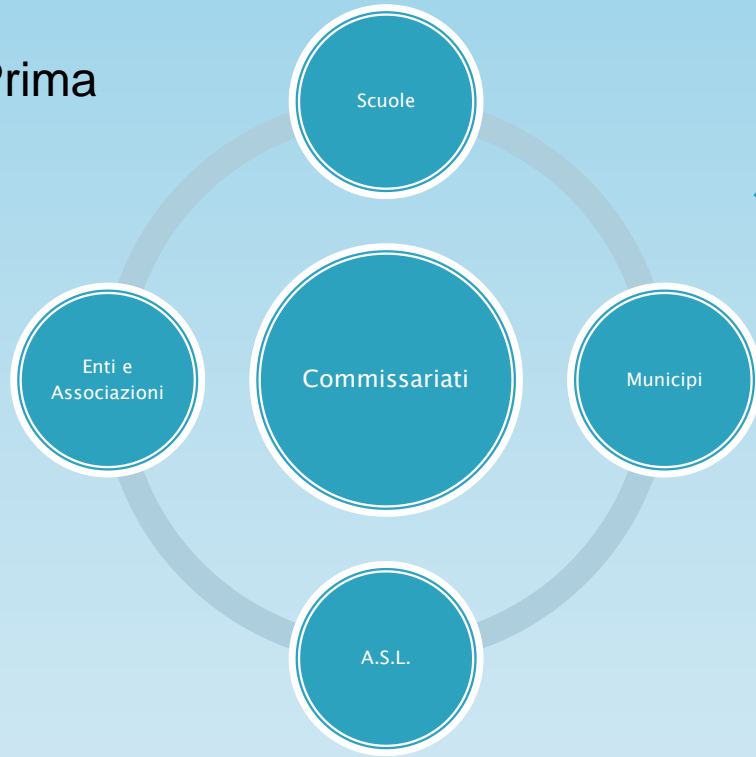 Prima
Scuole
Enti e
Associazioni
Commissariati
Municipi
A.S.L.